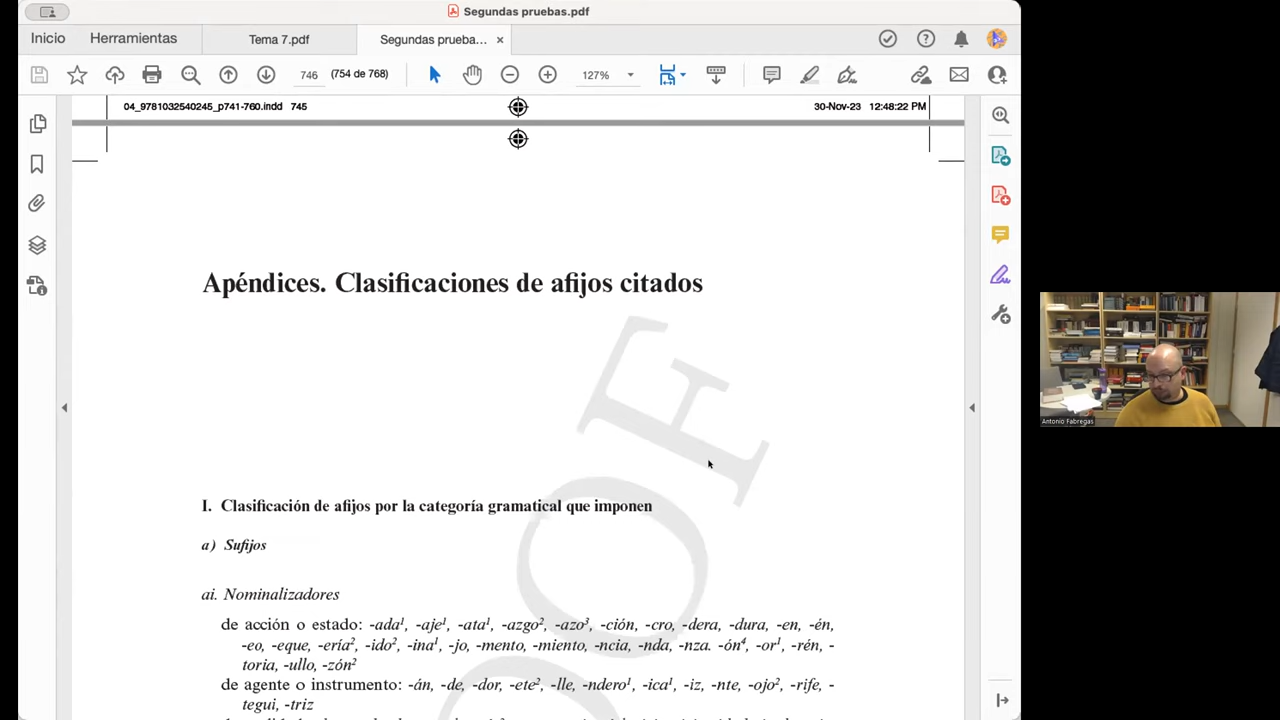 Segundas pruebas.pdf
Inicio
Herramientas
Tema 7.pdf
Segundas prueba...
746
(754 de 768)
127%
04_9781032540245_p741-760.indd 745
30-Nov-23 12:48:22 PM
Apéndices. Clasificaciones de afijos citados
I. Clasificación de afijos por la categoría gramatical que imponen
a) Sufijos
ai. Nominalizadores
de acción o estado: -ada¹, -aje¹, -ata¹, -azgo², -azo³, -ción, -cro, -dera, -dura, -en, -én,
-eo, -eque, -ería², -ido², -ina¹, -jo, -mento, -miento, -ncia, -nda, -nza. -ón⁴, -or¹, -rén, -
toria, -ullo, -zón²
de agente o instrumento: -án, -de, -dor, -ete², -lle, -ndero¹, -ica¹, -iz, -nte, -ojo², -rife, -
tegui, -triz
PROOF
Antonio Fabregas